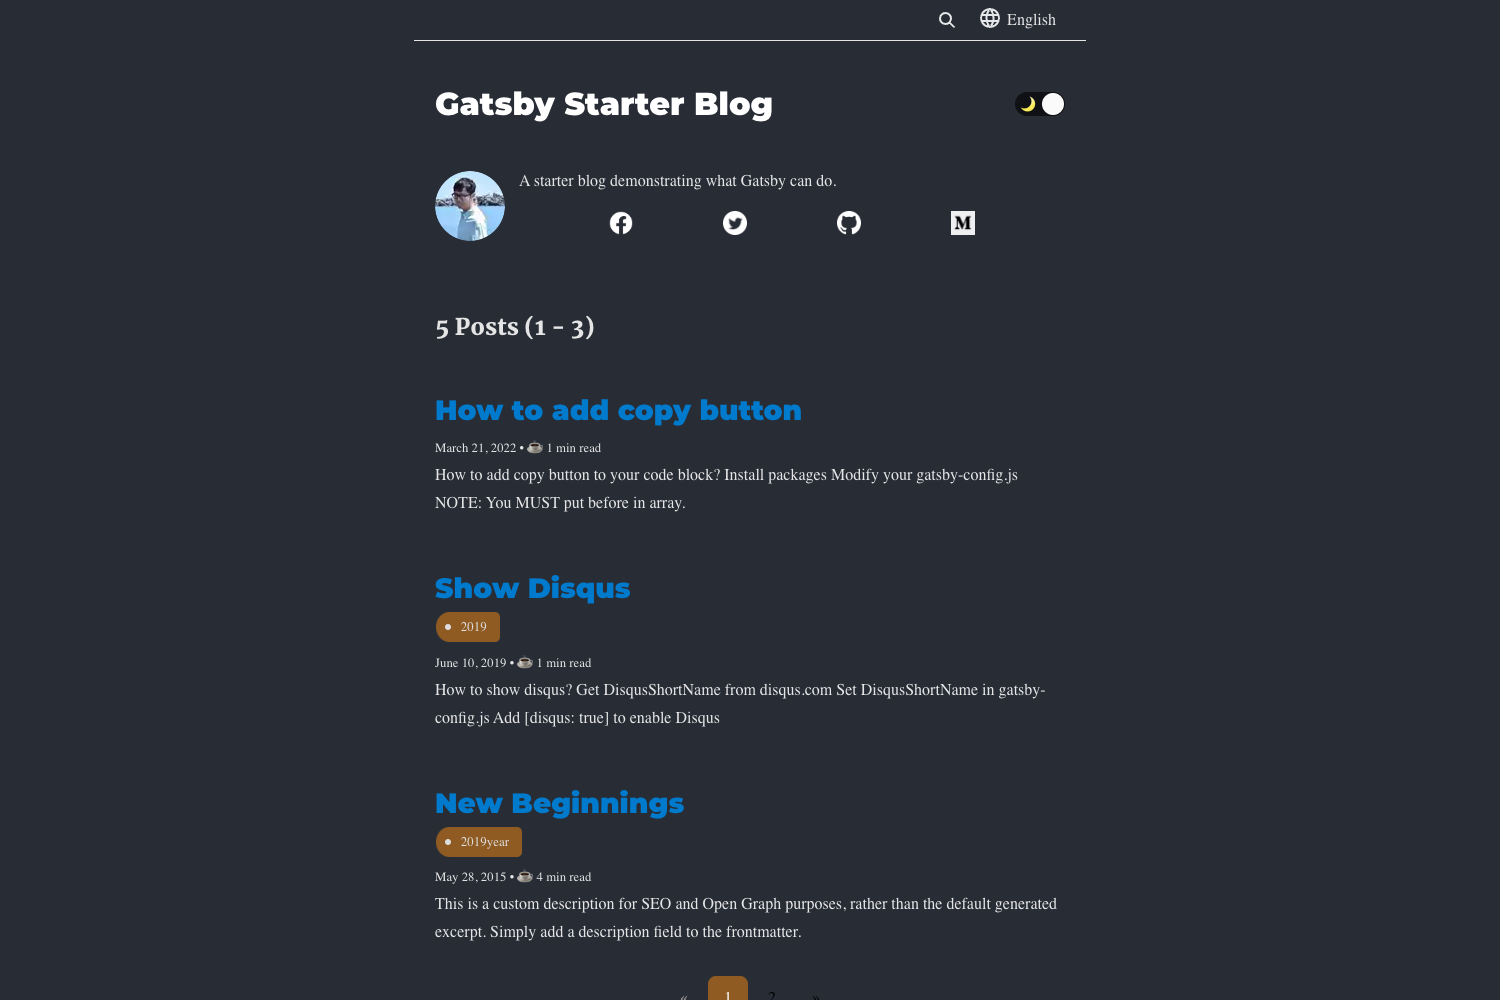 English
Gatsby Starter Blog
A starter blog demonstrating what Gatsby can do.
M
5 Posts (1 - 3)
How to add copy button
March 21, 2022 • ☕ 1 min read
How to add copy button to your code block? Install packages Modify your gatsby-config.js
NOTE: You MUST put before in array.
Show Disqus
2019
June 10, 2019 • ☕ 1 min read
How to show disqus? Get DisqusShortName from disqus.com Set DisqusShortName in gatsby-
config.js Add [disqus: true] to enable Disqus
New Beginnings
2019year
May 28, 2015 • ☕ 4 min read
This is a custom description for SEO and Open Graph purposes, rather than the default generated
excerpt. Simply add a description field to the frontmatter.
« 1 2 »